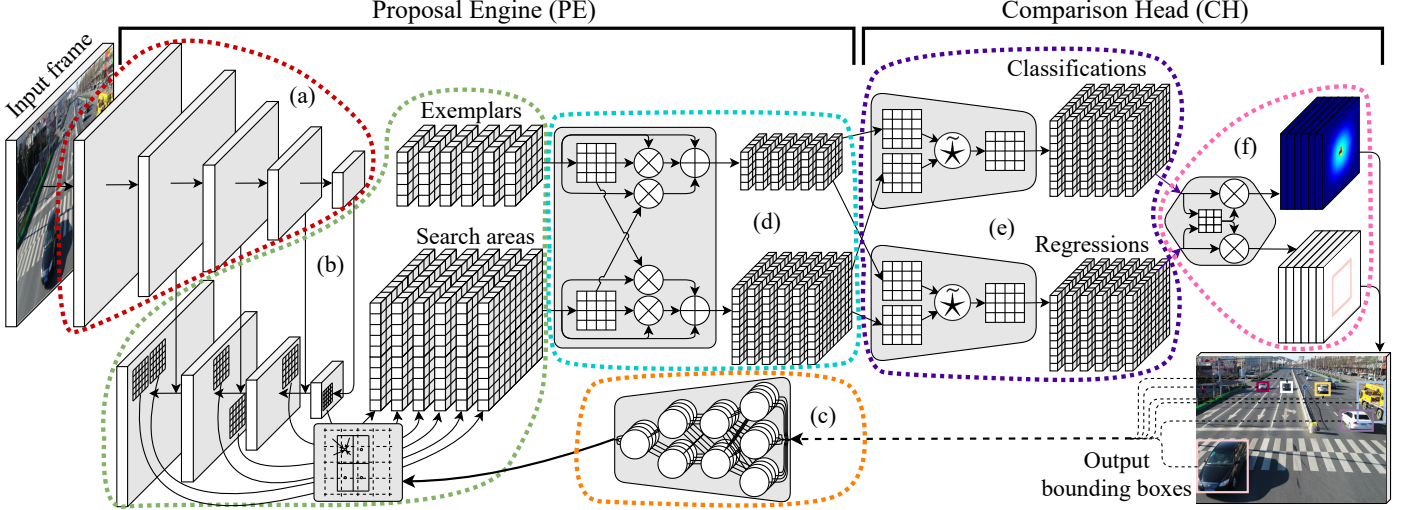 Proposal Engine (PE)
Comparison Head (CH)
Input frame
(a)
Exemplars
Classifications
(f)
(d)
(e)
(b)
Search areas
Regressions
(c)
Output
bounding boxes